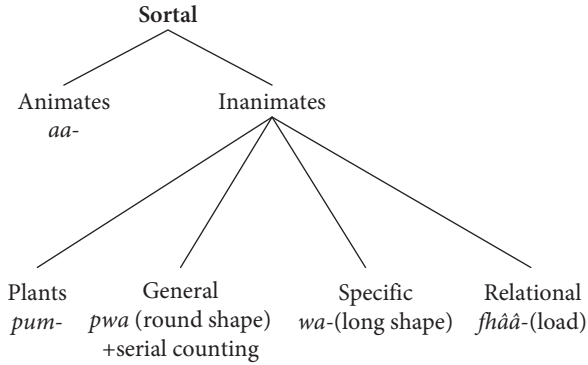 Sortal
Animates
aa-
Inanimates
Plants
pum-
General
pwa (round shape)
+serial counting
Specific
wa-(long shape)
Relational
fhââ-(load)